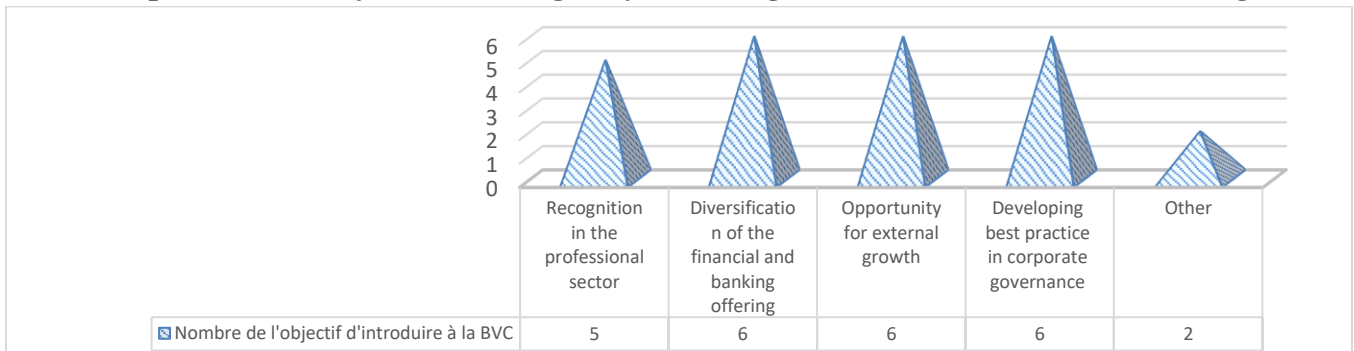 6
5
4
3
2
1
0
Recognition
in the
professional
sector
Diversificatio
n of the
financial and
banking
offering
Opportunity
for external
growth
Developing
best practice
in corporate
governance
Other
Nombre de l'objectif d'introduire à la BVC 5 6 6 6 2